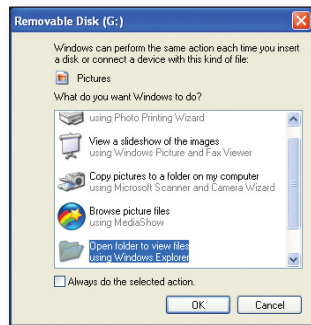 Removable Disk (G:)
Windows can perform the same action each time you insert
a disk or connect a device with this kind of file:
Pictures
What do you want Windows to do?
using Photo Printing Wizard
View a slideshow of the images
using Windows Picture and Fax Viewer
Copy pictures to a folder on my computer
using Microsoft Scanner and Camera Wizard
Browse picture files
using MediaShow
Open folder to view files
using Windows Explorer
Always do the selected action.
OK
Cancel